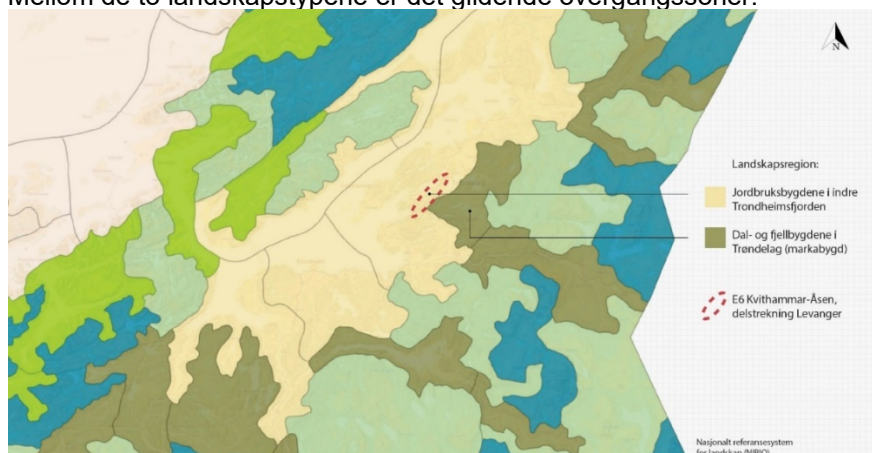 Mellom de to landskapstypene er det glidende overgangssoner.
N
Landskapsregion:
Jordbruksbygdene i indre
Trondheimsfjorden
Dal- og fjellbygdene i
Trøndelag (markabygd)
E6 Kvithammar-Åsen,
delstrekning Levanger
Nasjonalt referansesystem
for landskap (NIBIO)